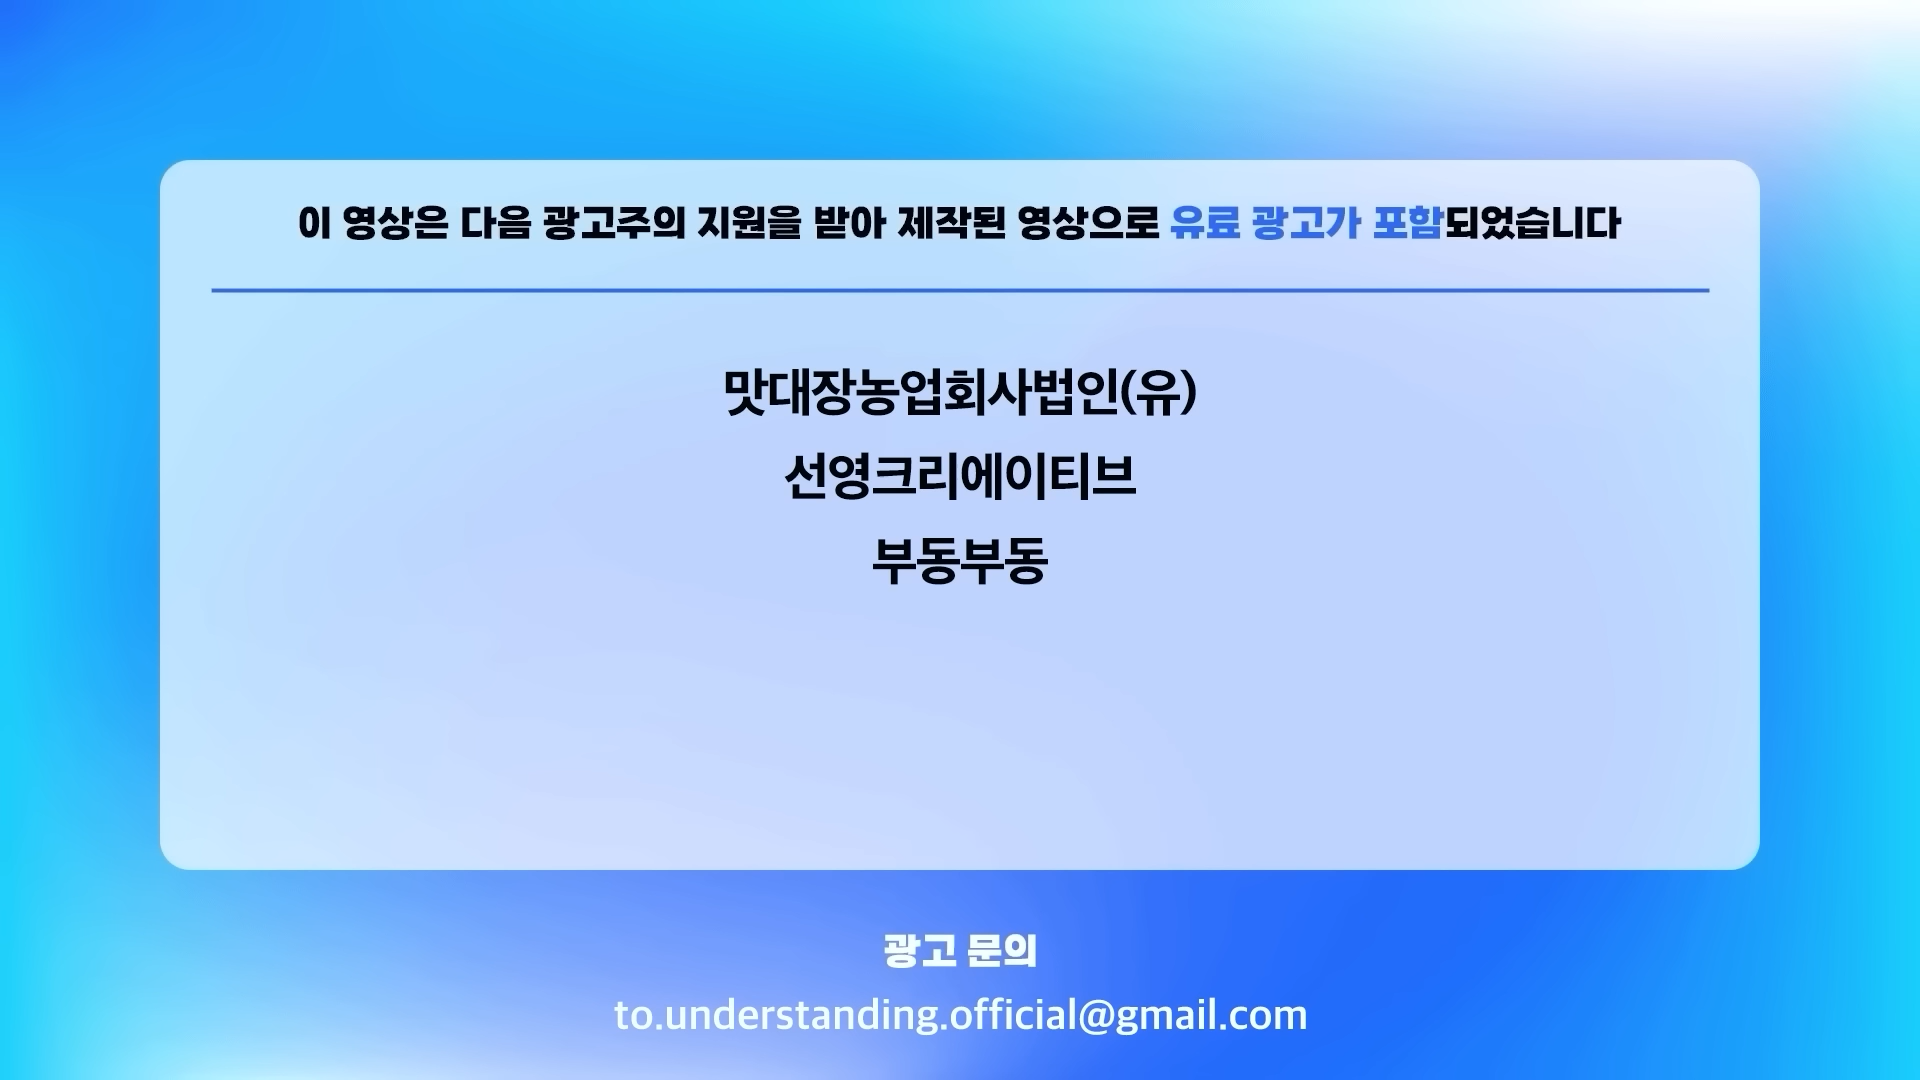 이 영상은 다음 광고주의 지원을 받아 제작된 영상으로 유료 광고가 포함되었습니다
맛대장농업회사법인(유)
선영크리에이티브
부동부동
광고 문의
to.understanding.official@gmail.com